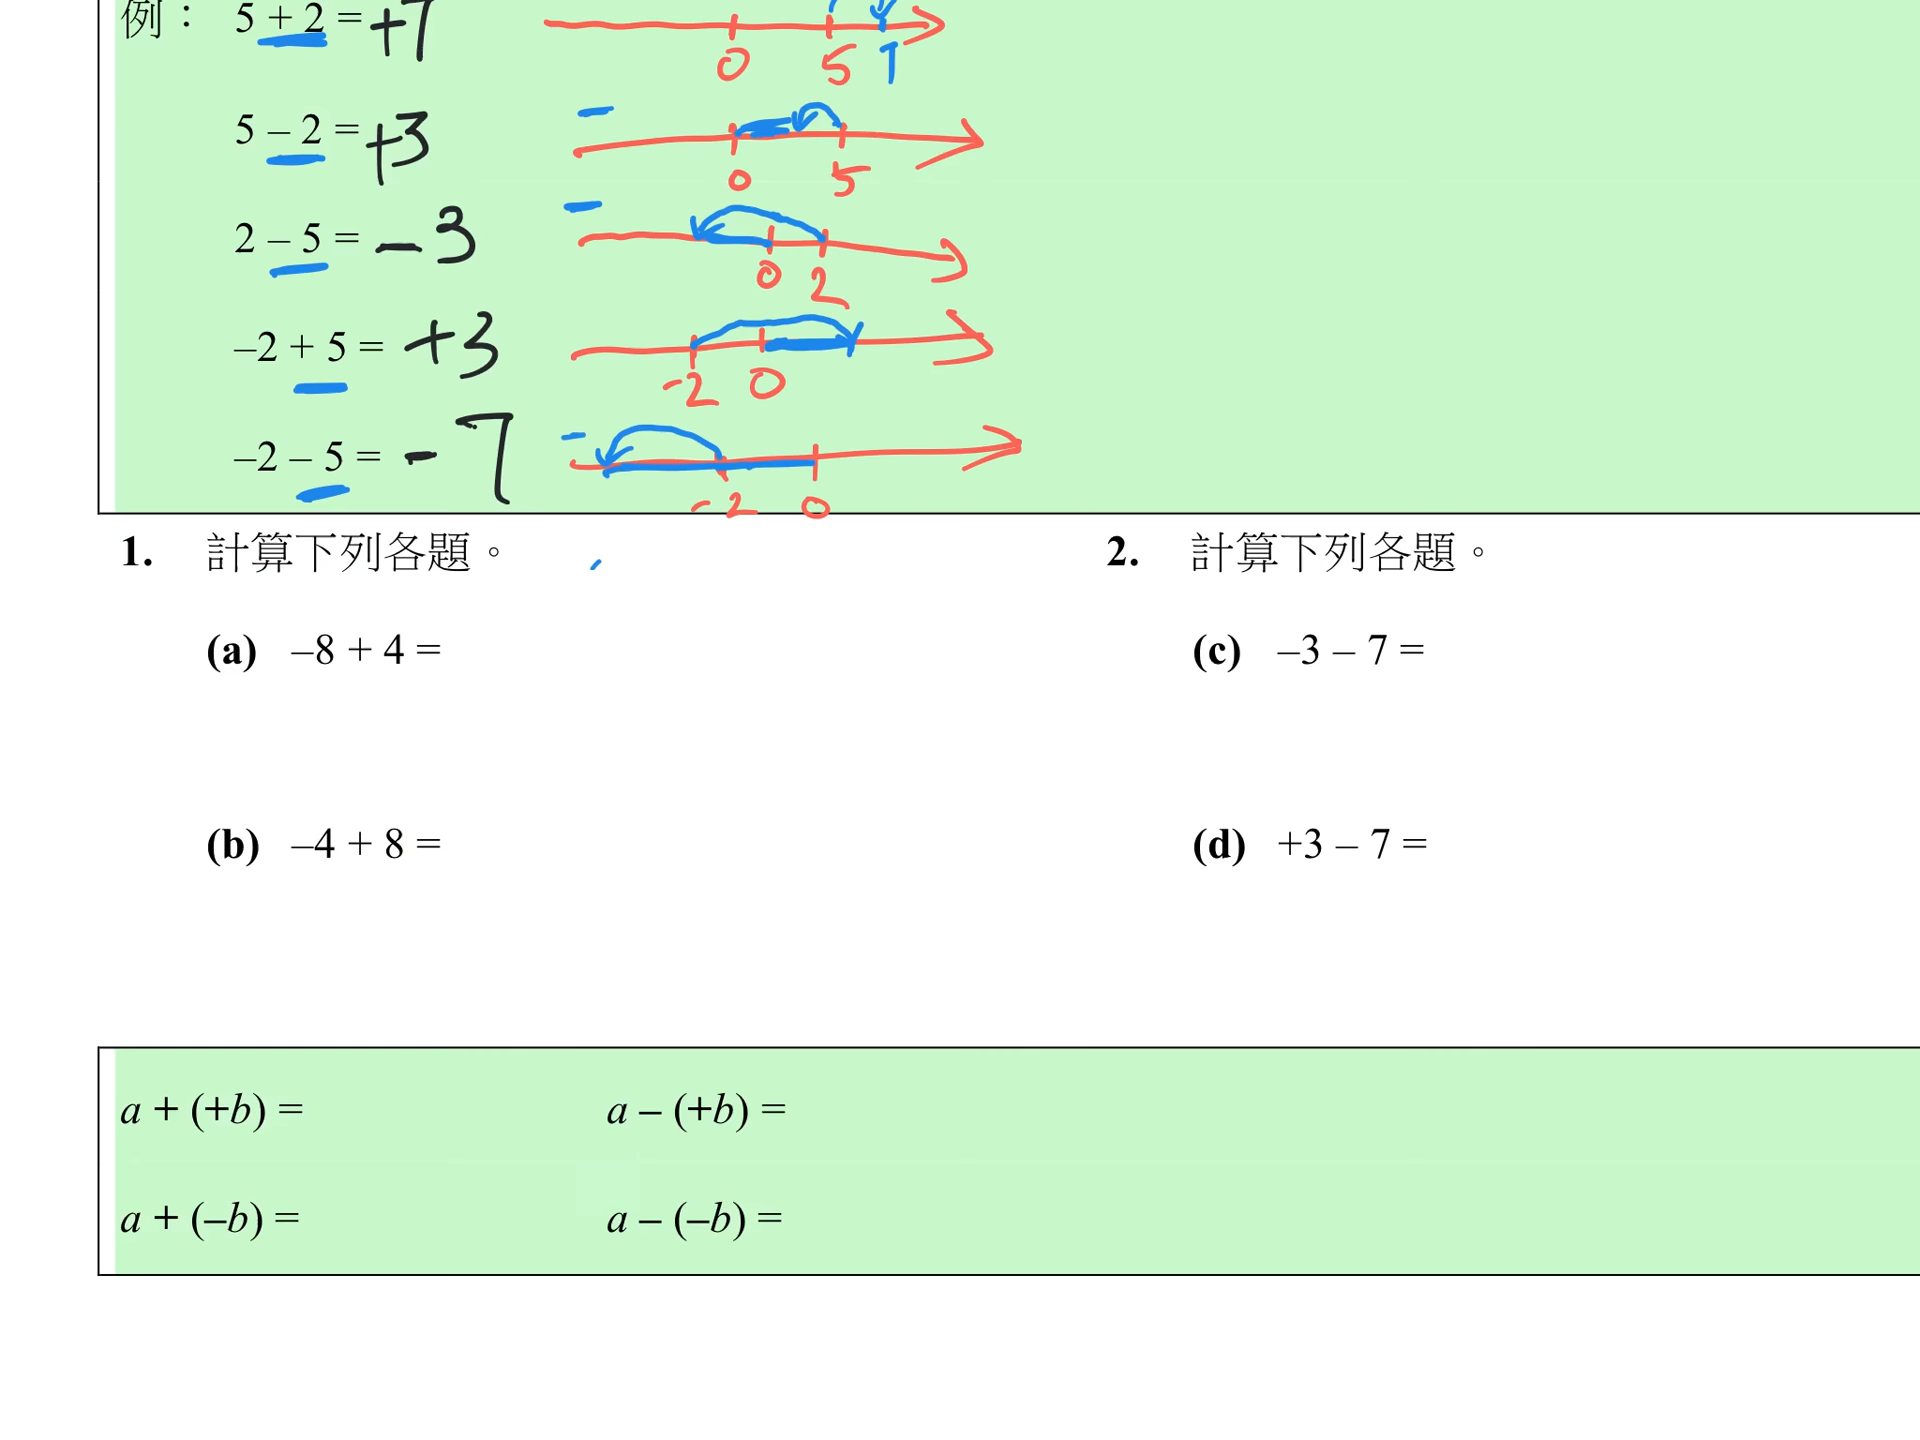 例： 5 + 2 = +7
0 5 7
5 – 2 = +3
0 5
2 – 5 = –3
0 2
–2 + 5 = +3
-2 0
–2 – 5 = -7
-2 0
1. 計算下列各題。 2. 計算下列各題。
(a) –8 + 4 = (c) –3 – 7 =
(b) –4 + 8 = (d) +3 – 7 =
a + (+b) = a – (+b) =
a + (–b) = a – (–b) =